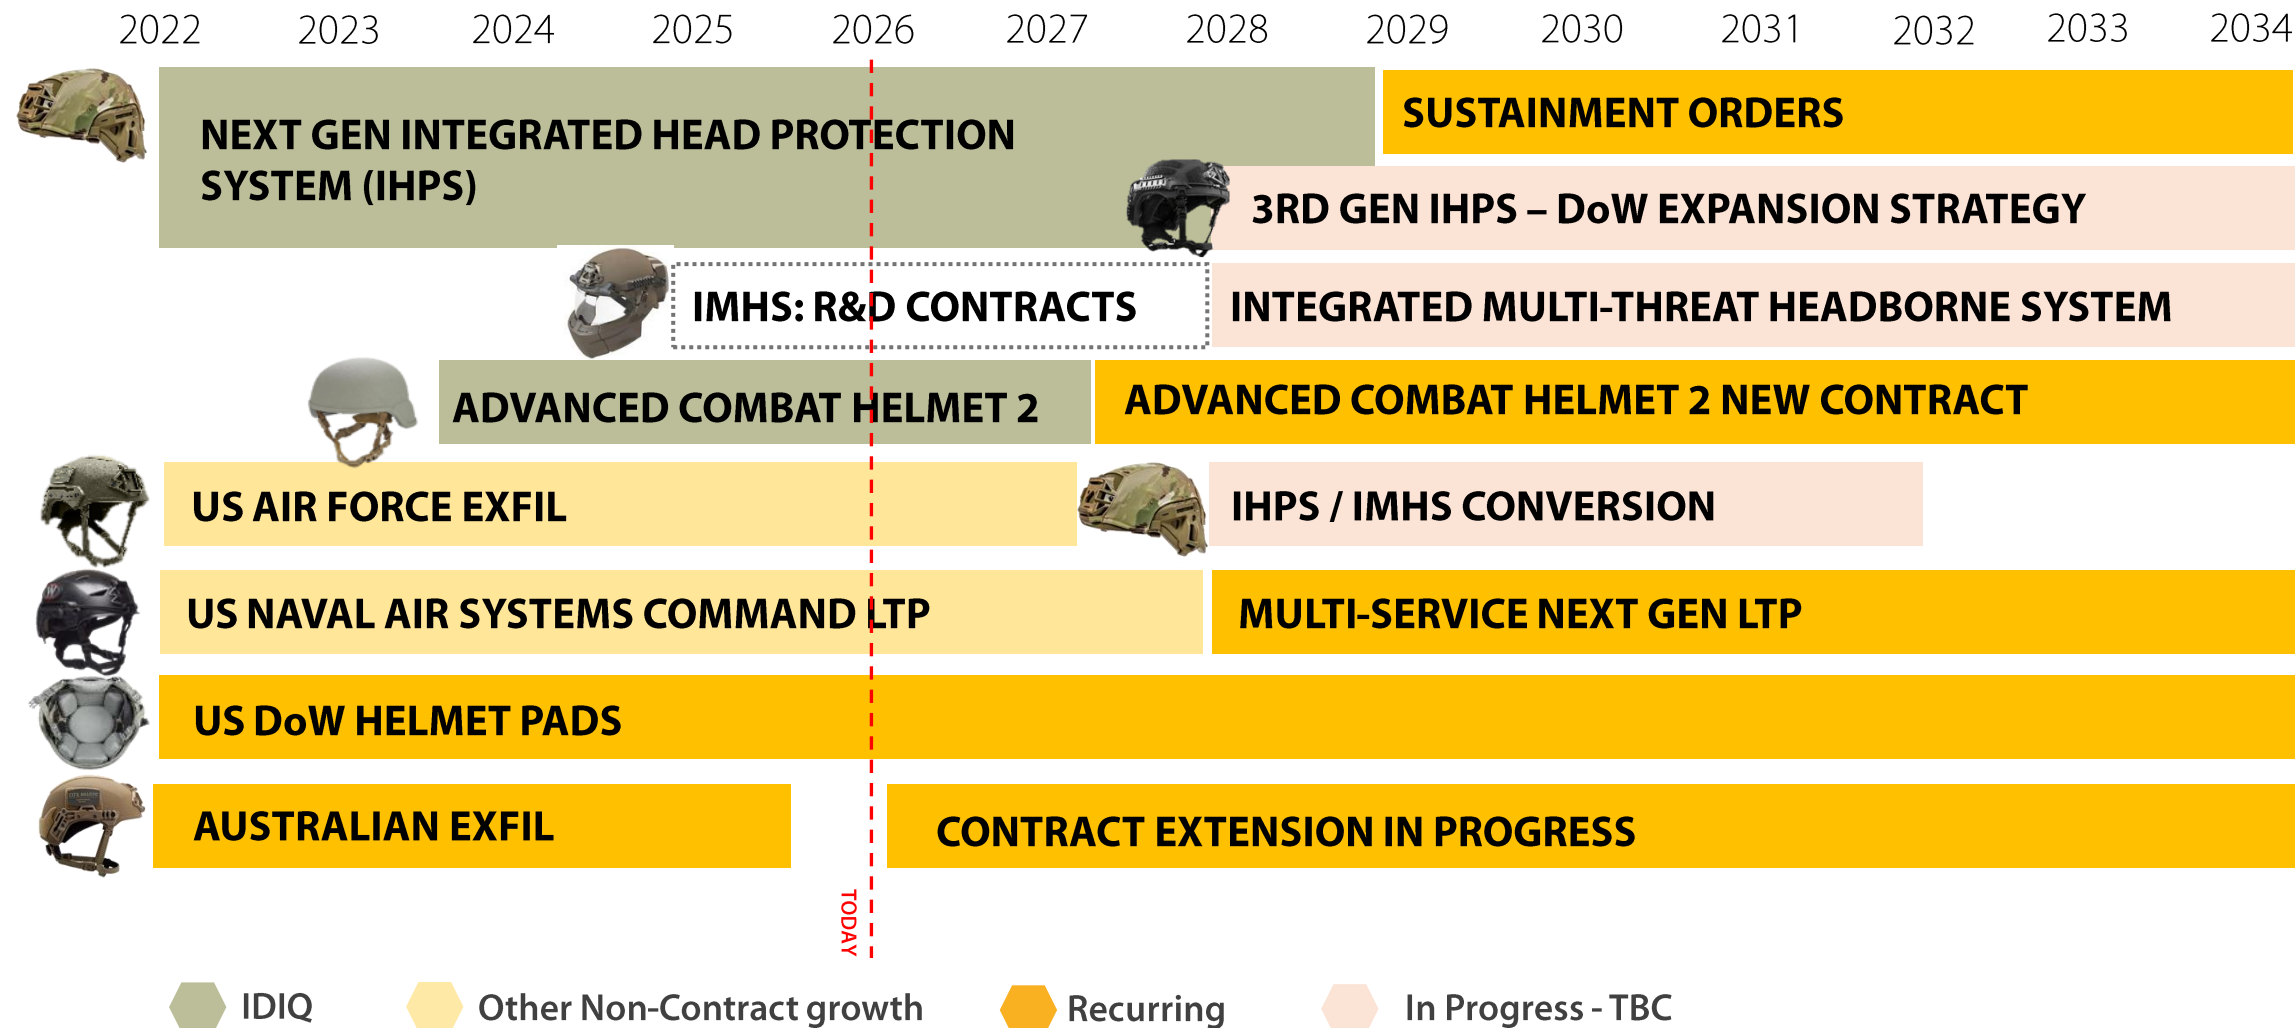 2022 2023 2024 2025 2026 2027 2028 2029 2030 2031 2032 2033 2034
NEXT GEN INTEGRATED HEAD PROTECTION
SYSTEM (IHPS)
SUSTAINMENT ORDERS
3RD GEN IHPS – DoW EXPANSION STRATEGY
IMHS: R&D CONTRACTS
INTEGRATED MULTI-THREAT HEADBORNE SYSTEM
ADVANCED COMBAT HELMET 2
ADVANCED COMBAT HELMET 2 NEW CONTRACT
US AIR FORCE EXFIL
IHPS / IMHS CONVERSION
US NAVAL AIR SYSTEMS COMMAND LTP
MULTI-SERVICE NEXT GEN LTP
US DoW HELMET PADS
AUSTRALIAN EXFIL
CONTRACT EXTENSION IN PROGRESS
TODAY
IDIQ
Other Non-Contract growth
Recurring
In Progress - TBC